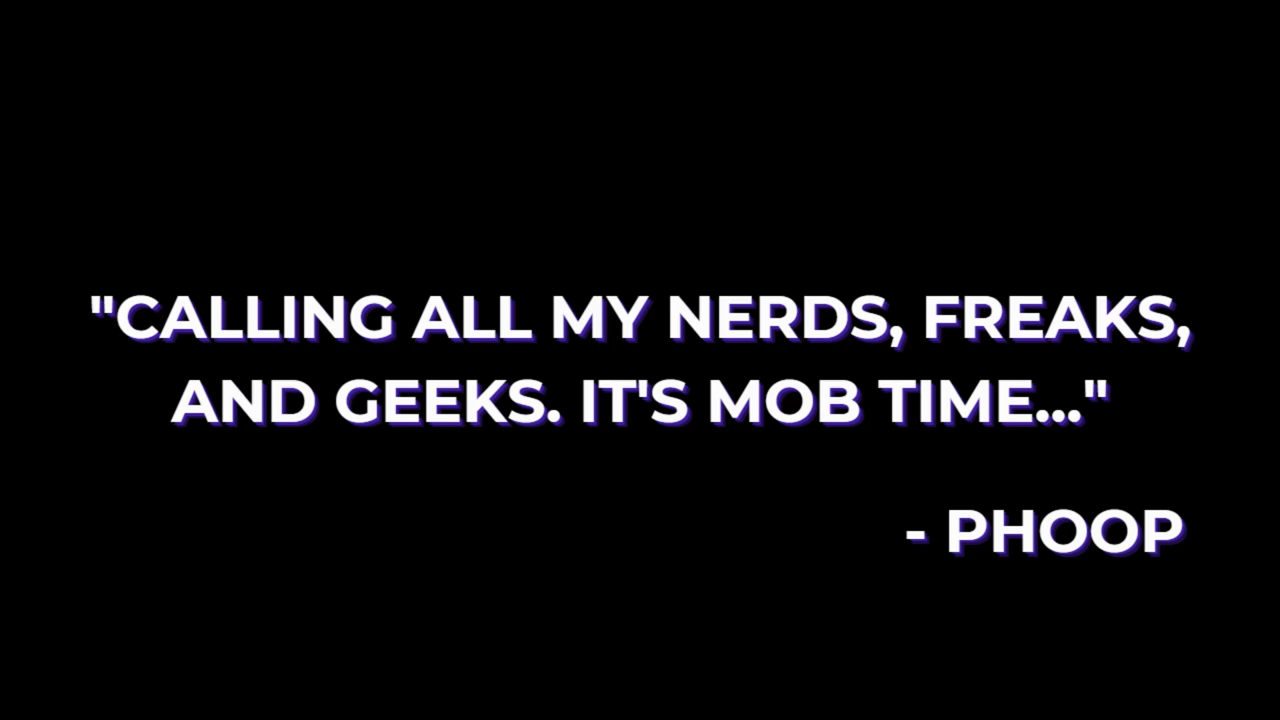 "CALLING ALL MY NERDS, FREAKS,
AND GEEKS. IT'S MOB TIME..."
- PHOOP